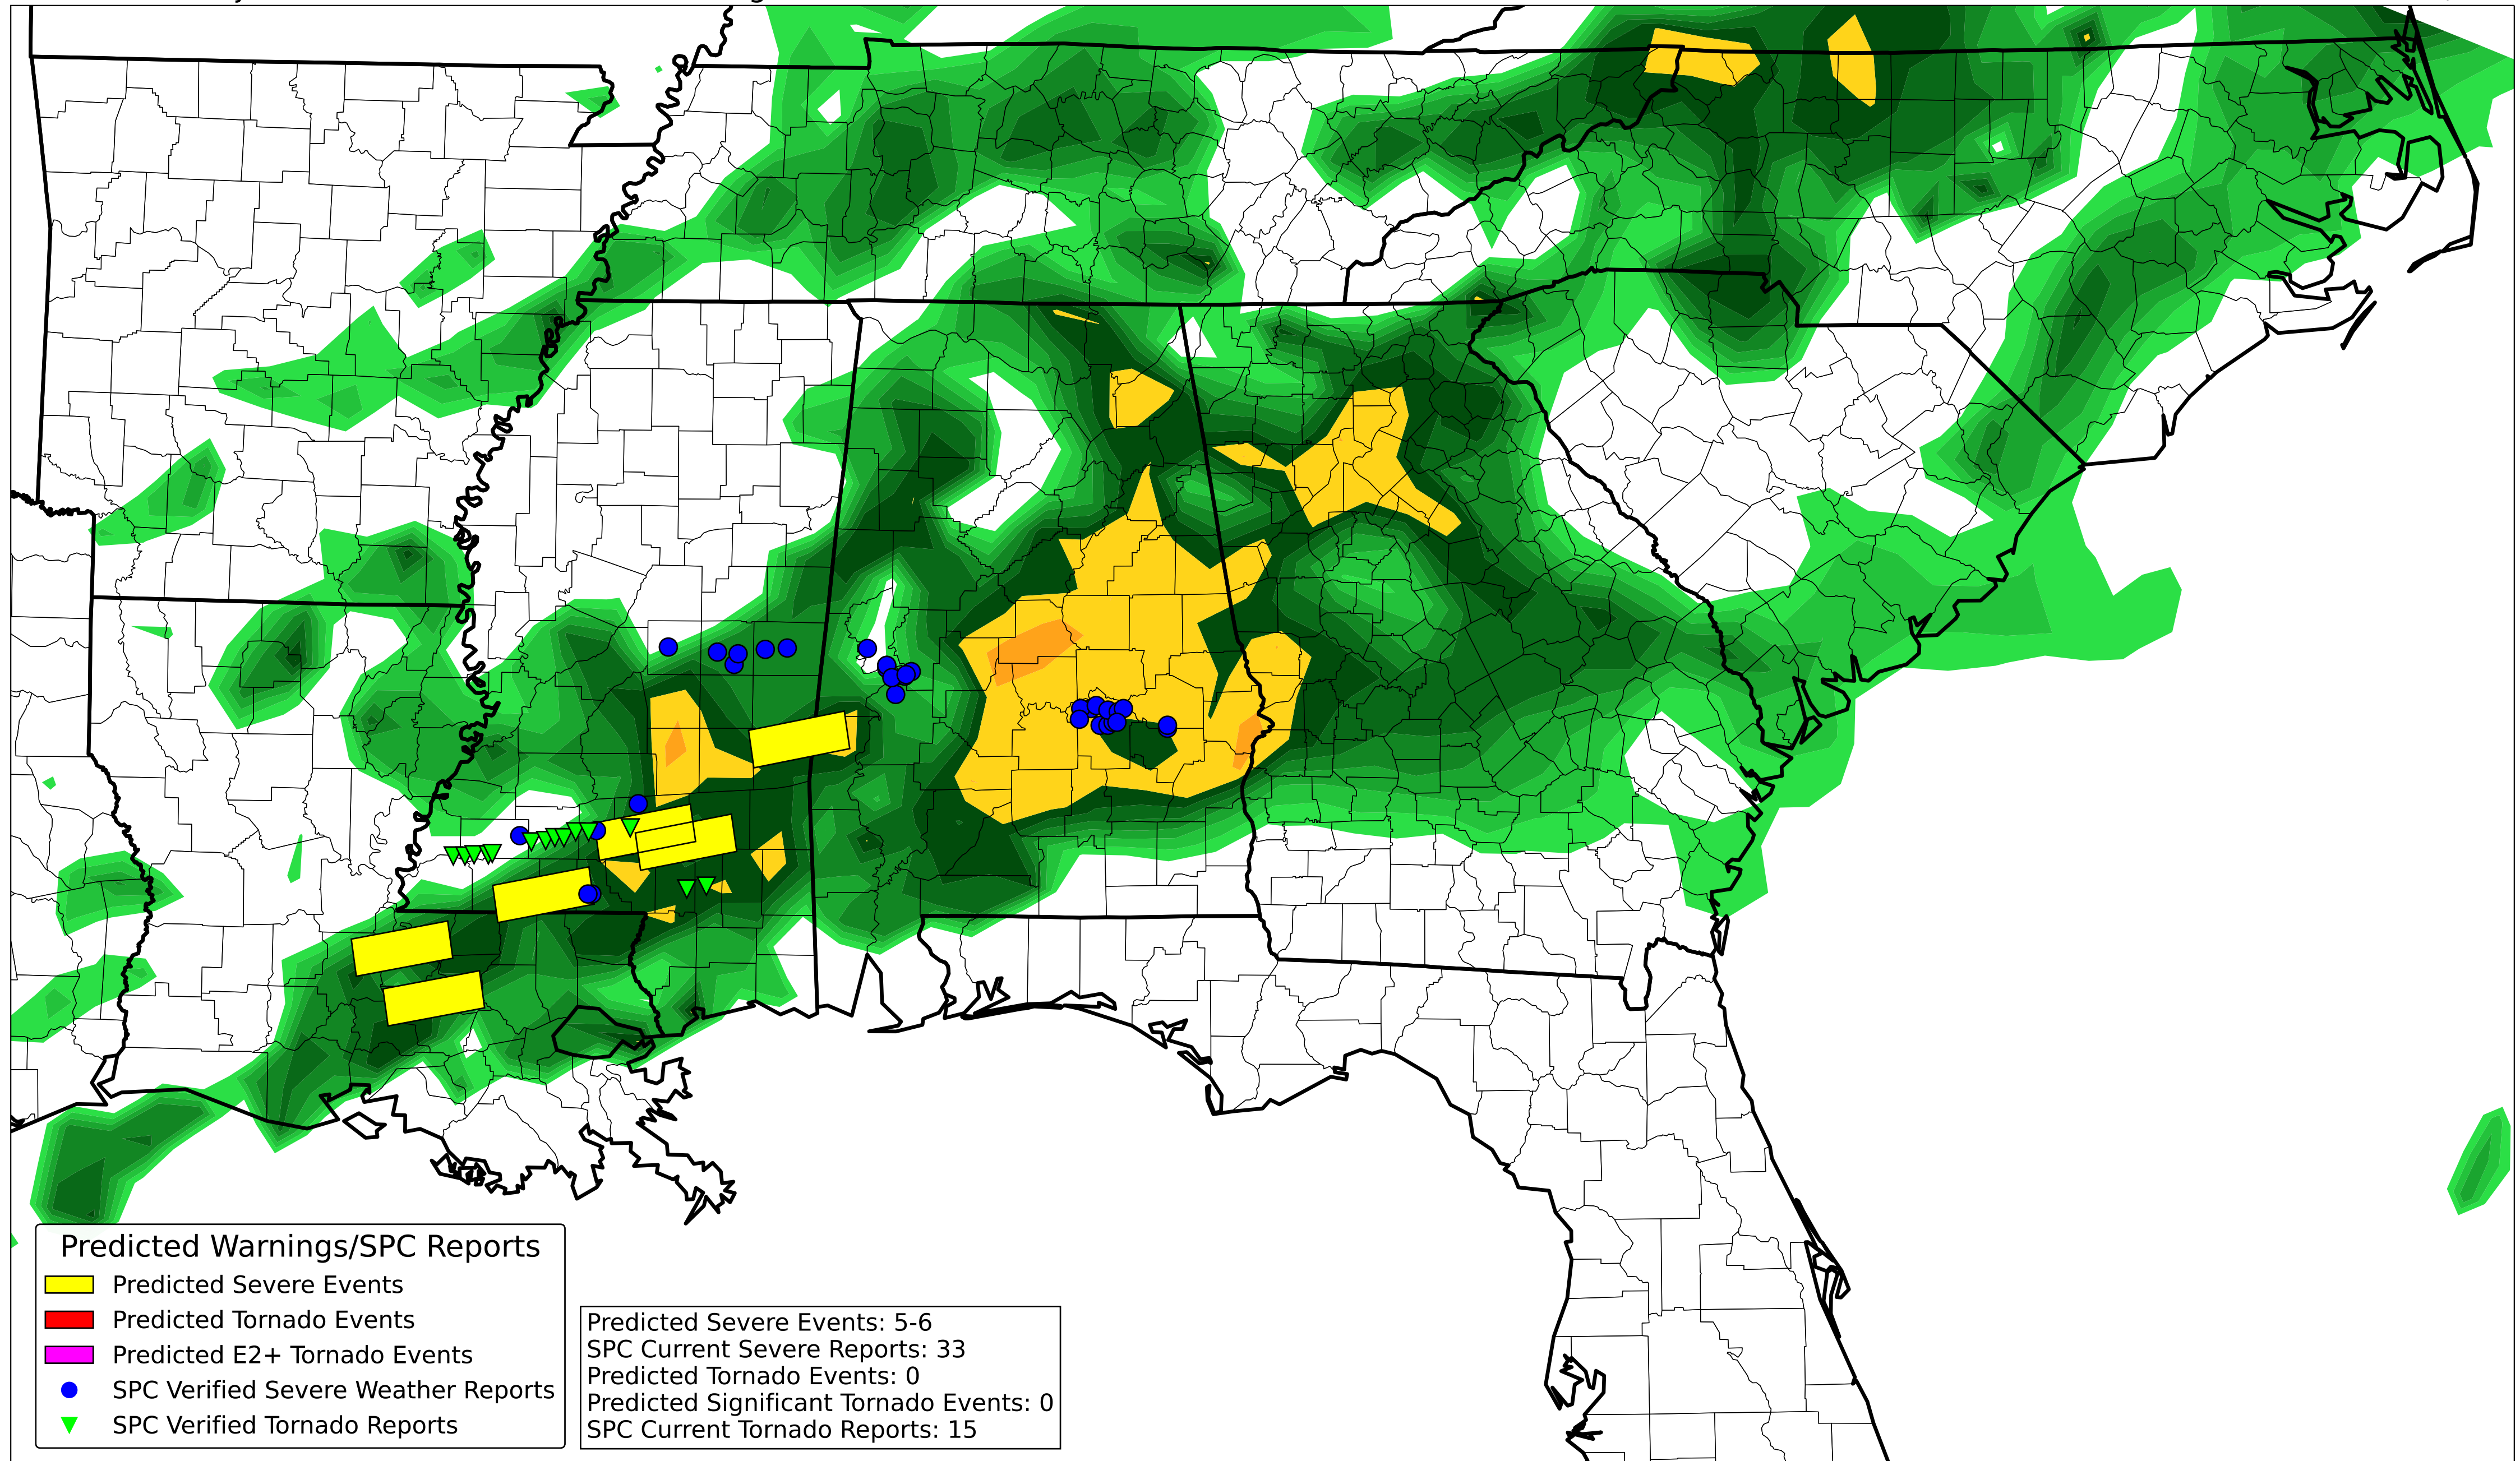 Predicted Warnings/SPC Reports
Predicted Severe Events
Predicted Tornado Events
Predicted E2+ Tornado Events
SPC Verified Severe Weather Reports
SPC Verified Tornado Reports
Predicted Severe Events: 5-6
SPC Current Severe Reports: 33
Predicted Tornado Events: 0
Predicted Significant Tornado Events: 0
SPC Current Tornado Reports: 15